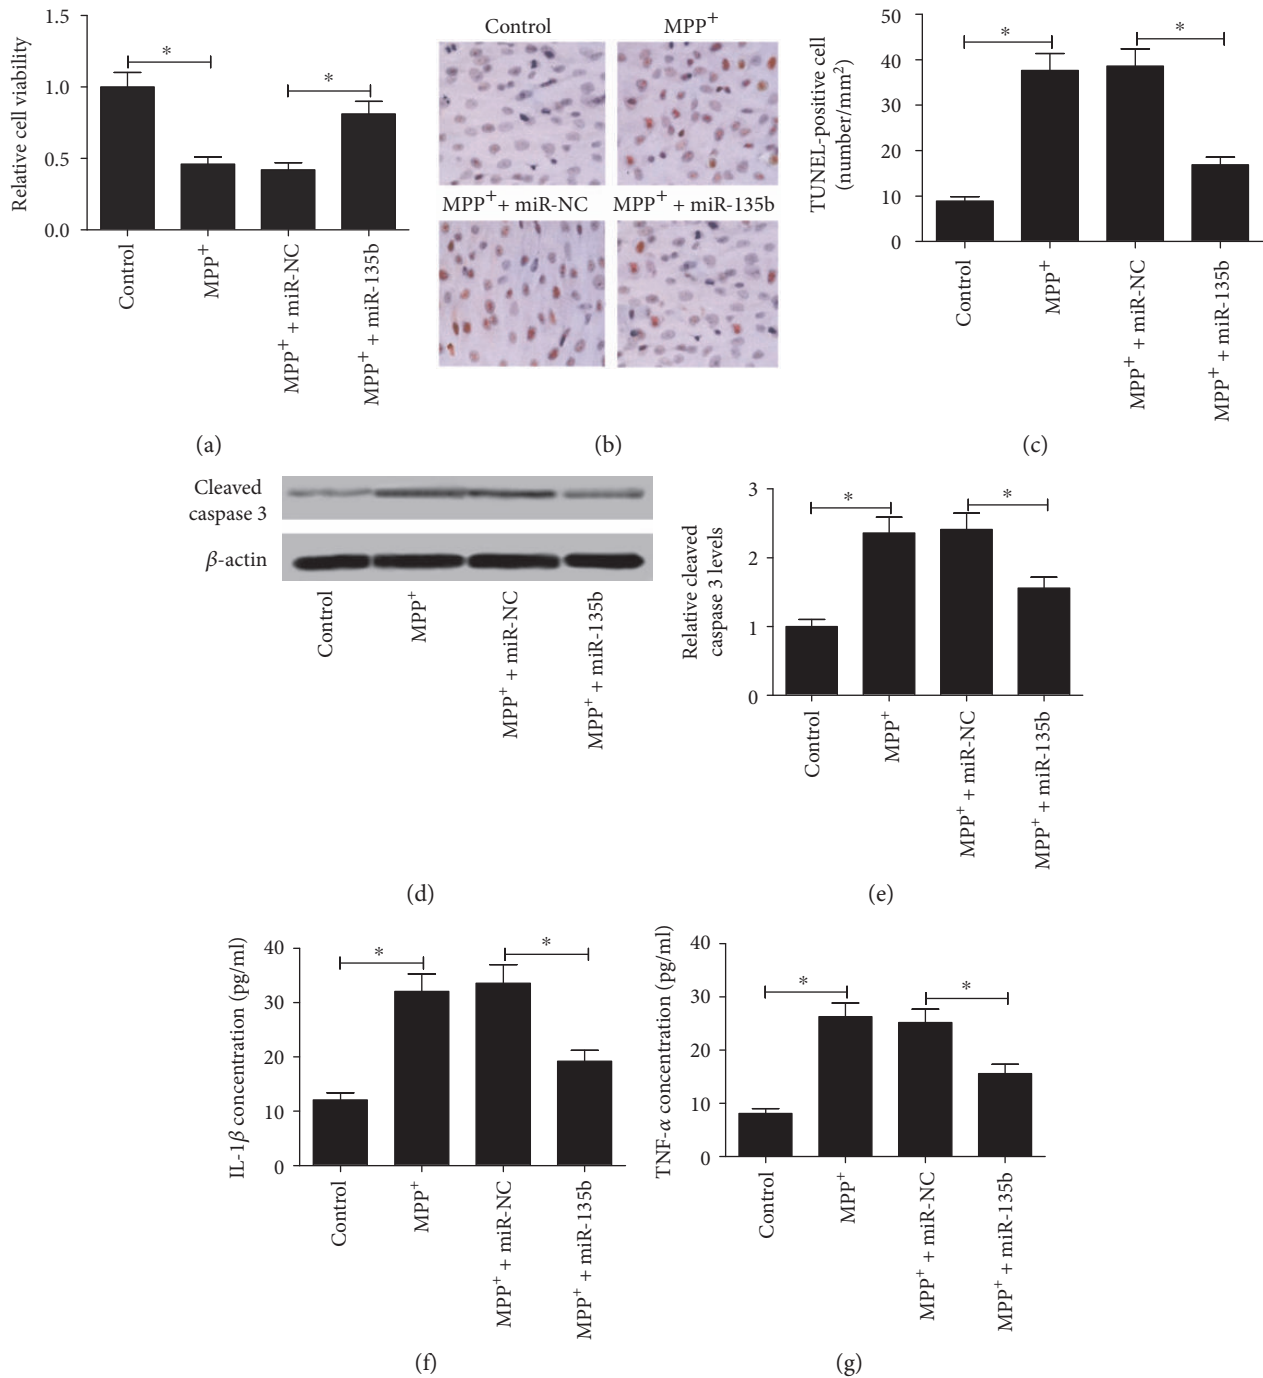 Relative cell viability
1.5
1.0
0.5
0.0
*
*
Control
MPP+
MPP+ + miR-NC
MPP+ + miR-135b
(a)
Control
MPP+
MPP+ + miR-NC
MPP+ + miR-135b
(b)
TUNEL-positive cell
(number/mm2)
50
40
30
20
10
0
*
*
Control
MPP+
MPP+ + miR-NC
MPP+ + miR-135b
(c)
Cleaved
caspase 3
β-actin
Control
MPP+
MPP+ + miR-NC
MPP+ + miR-135b
(d)
Relative cleaved
caspase 3 levels
3
2
1
0
*
*
Control
MPP+
MPP+ + miR-NC
MPP+ + miR-135b
(e)
IL-1β concentration (pg/ml)
40
30
20
10
0
*
*
Control
MPP+
MPP+ + miR-NC
MPP+ + miR-135b
(f)
TNF-α concentration (pg/ml)
40
30
20
10
0
*
*
Control
MPP+
MPP+ + miR-NC
MPP+ + miR-135b
(g)